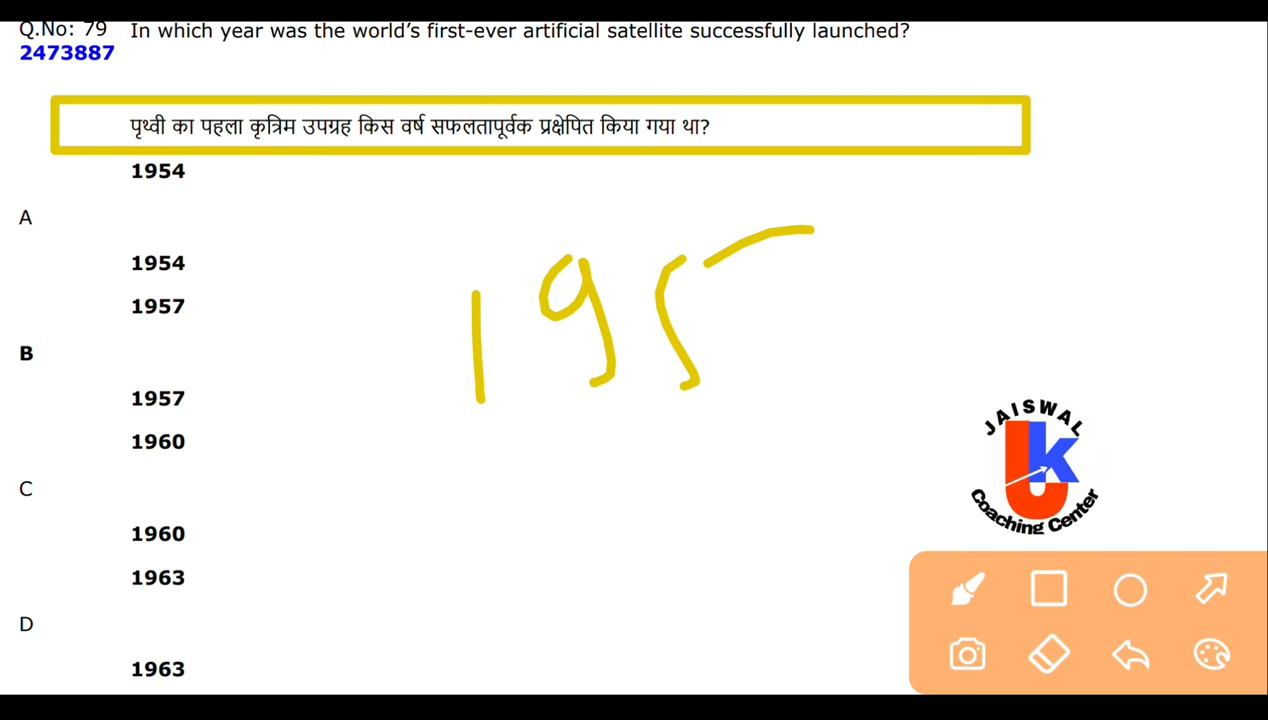 Q.No: 79 In which year was the world's first-ever artificial satellite successfully launched?
2473887
पृथ्वी का पहला कृत्रिम उपग्रह किस वर्ष सफलतापूर्वक प्रक्षेपित किया गया था?
1954
A
1954
1957
B
1957
1960
C
1960
1963
D
1963
195
JAISWAL
Jk
Coaching Center